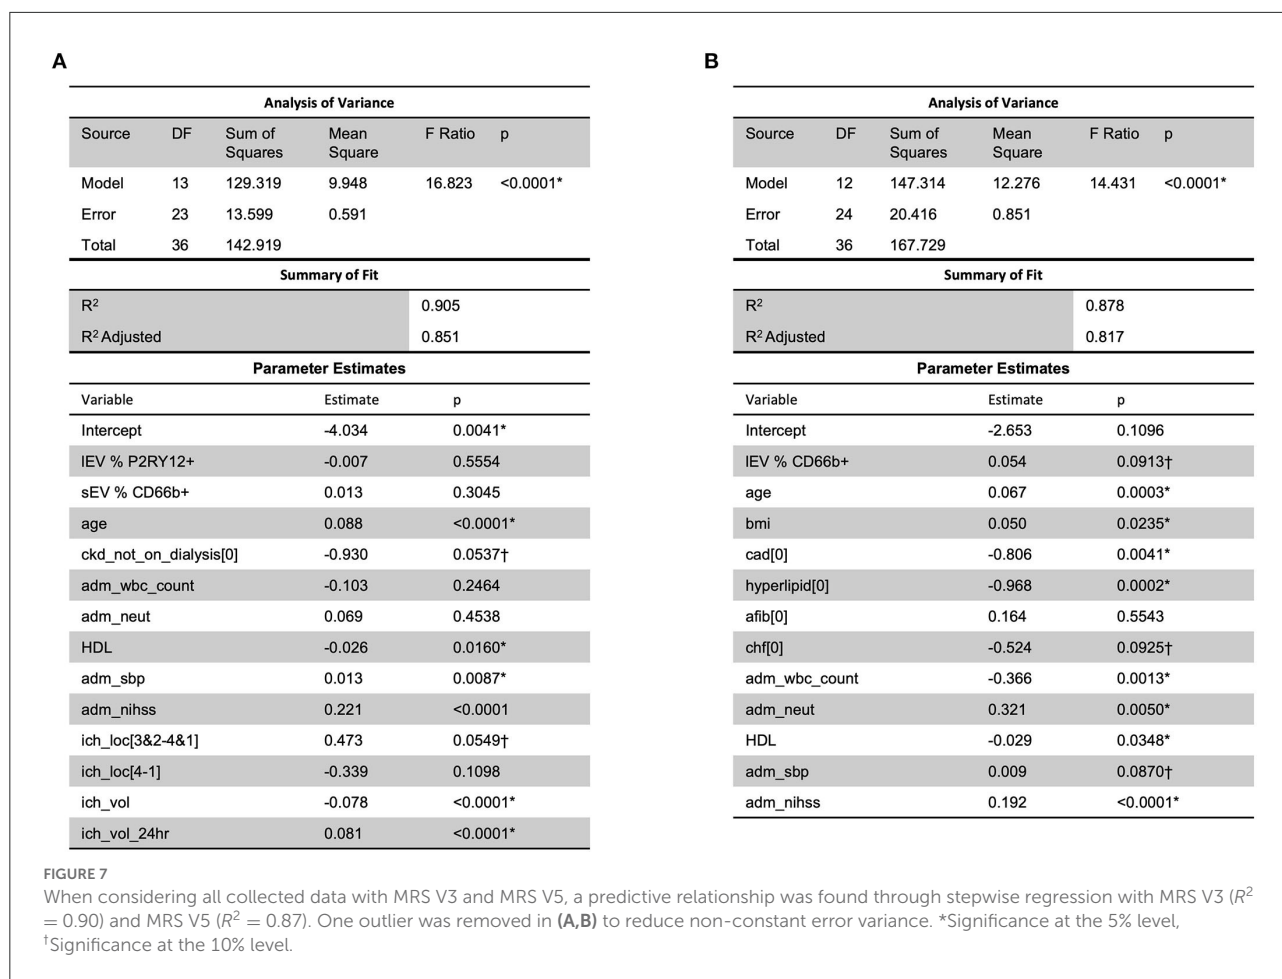 A
Analysis of Variance
Source DF Sum of Squares Mean Square F Ratio p
Model 13 129.319 9.948 16.823 <0.0001*
Error 23 13.599 0.591
Total 36 142.919
Summary of Fit
R² 0.905
R² Adjusted 0.851
Parameter Estimates
Variable Estimate p
Intercept -4.034 0.0041*
lEV % P2RY12+ -0.007 0.5554
sEV % CD66b+ 0.013 0.3045
age 0.088 <0.0001*
ckd_not_on_dialysis[0] -0.930 0.0537†
adm_wbc_count -0.103 0.2464
adm_neut 0.069 0.4538
HDL -0.026 0.0160*
adm_sbp 0.013 0.0087*
adm_nihss 0.221 <0.0001
ich_loc[3&2-4&1] 0.473 0.0549†
ich_loc[4-1] -0.339 0.1098
ich_vol -0.078 <0.0001*
ich_vol_24hr 0.081 <0.0001*
B
Analysis of Variance
Source DF Sum of Squares Mean Square F Ratio p
Model 12 147.314 12.276 14.431 <0.0001*
Error 24 20.416 0.851
Total 36 167.729
Summary of Fit
R² 0.878
R² Adjusted 0.817
Parameter Estimates
Variable Estimate p
Intercept -2.653 0.1096
lEV % CD66b+ 0.054 0.0913†
age 0.067 0.0003*
bmi 0.050 0.0235*
cad[0] -0.806 0.0041*
hyperlipid[0] -0.968 0.0002*
afib[0] 0.164 0.5543
chf[0] -0.524 0.0925†
adm_wbc_count -0.366 0.0013*
adm_neut 0.321 0.0050*
HDL -0.029 0.0348*
adm_sbp 0.009 0.0870†
adm_nihss 0.192 <0.0001*
FIGURE 7
When considering all collected data with MRS V3 and MRS V5, a predictive relationship was found through stepwise regression with MRS V3 (R²
= 0.90) and MRS V5 (R² = 0.87). One outlier was removed in (A,B) to reduce non-constant error variance. *Significance at the 5% level,
†Significance at the 10% level.